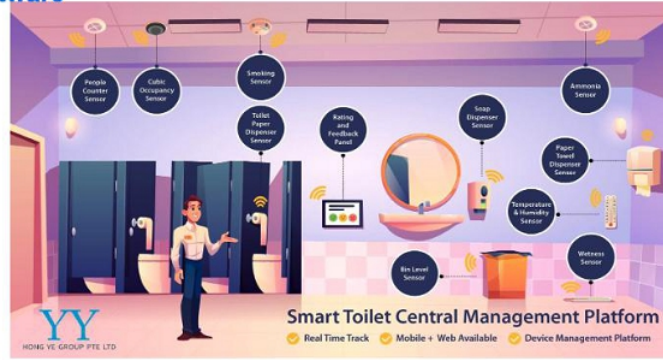 People
Counter
Sensor
Cubic
Occupancy
Sensor
Smoking
Sensor
Toilet
Paper
Dispenser
Sensor
Rating
and
Feedback
Panel
Soap
Dispenser
Sensor
Ammonia
Sensor
Paper
Towel
Dispenser
Sensor
Temperature
& Humidity
Sensor
Bin Level
Sensor
Wetness
Sensor
YY
HONG YE GROUP PTE LTD
Smart Toilet Central Management Platform
Real Time Track
Mobile + Web Available
Device Management Platform